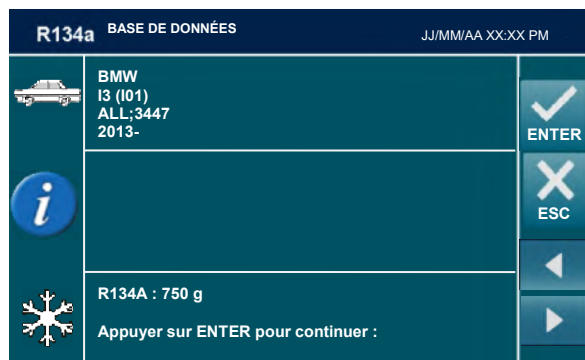 R134a BASE DE DONNÉES JJ/MM/AA XX:XX PM
BMW
I3 (I01)
ALL;3447
2013-
ENTER
i
ESC
R134A : 750 g
Appuyer sur ENTER pour continuer :